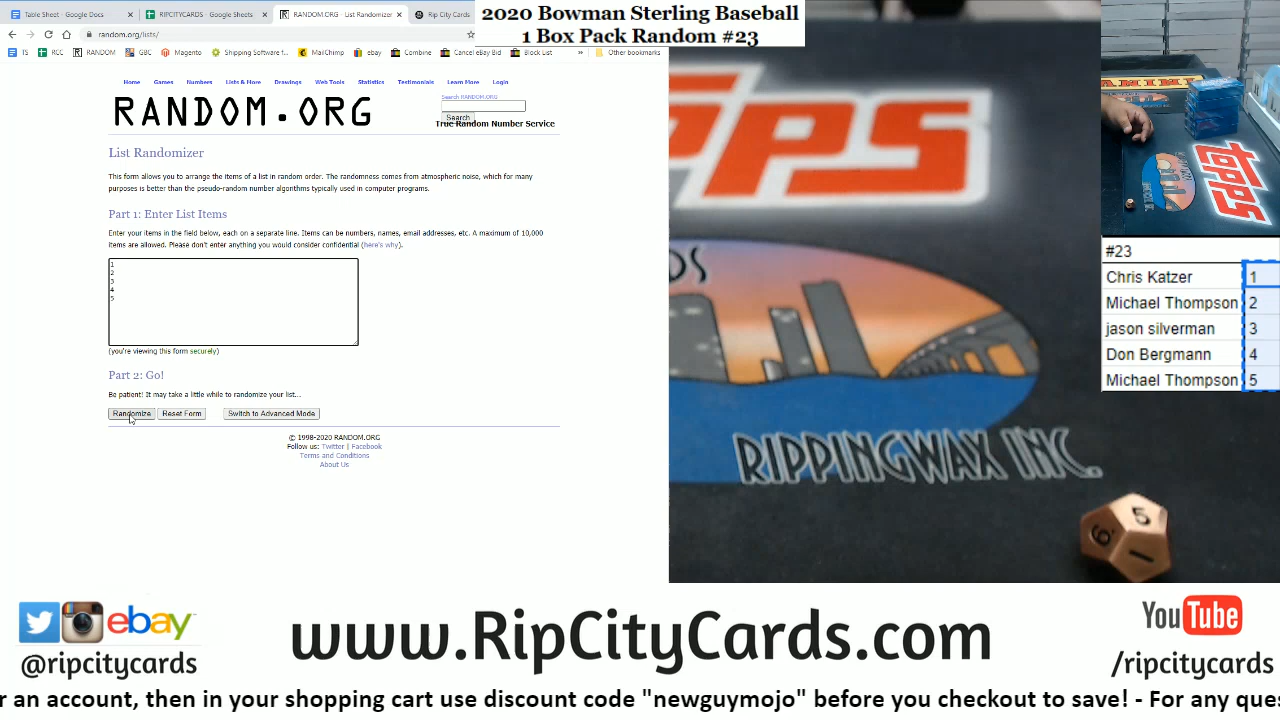 Table Sheet - Google Docs
RIPCITYCARDS - Google Sheets
RANDOM.ORG - List Randomizer
Rip City Cards
random.org/lists/
TS
RCC
RANDOM
GBC
Magento
Shipping Software f...
MailChimp
ebay
Combine
Cancel eBay Bid
Block List
»
Other bookmarks
2020 Bowman Sterling Baseball
1 Box Pack Random #23
Home Games Numbers Lists & More Drawings Web Tools Statistics Testimonials Learn More Login
RANDOM.ORG
Search RANDOM.ORG
Search
True Random Number Service
List Randomizer
This form allows you to arrange the items of a list in random order. The randomness comes from atmospheric noise, which for many
purposes is better than the pseudo-random number algorithms typically used in computer programs.
Part 1: Enter List Items
Enter your items in the field below, each on a separate line. Items can be numbers, names, email addresses, etc. A maximum of 10,000
items are allowed. Please don't enter anything you would consider confidential (here's why).
1
2
3
4
5
(you're viewing this form securely)
Part 2: Go!
Be patient! It may take a little while to randomize your list...
Randomize Reset Form Switch to Advanced Mode
© 1998-2020 RANDOM.ORG
Follow us: Twitter | Facebook
Terms and Conditions
About Us
RIPPINGWAX INC.
5
6
1
PANINI
topps
#23
Chris Katzer 1
Michael Thompson 2
jason silverman 3
Don Bergmann 4
Michael Thompson 5
ebay
@ripcitycards
www.RipCityCards.com
YouTube
/ripcitycards
r an account, then in your shopping cart use discount code "newguymojo" before you checkout to save! - For any ques